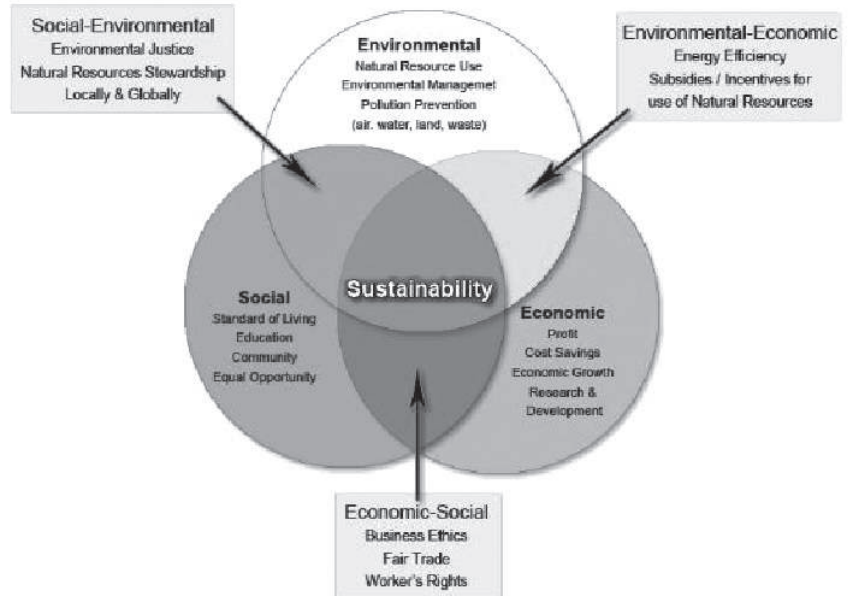 Social-Environmental
Environmental Justice
Natural Resources Stewardship
Locally & Globally
Environmental
Natural Resource Use
Environmental Managemet
Pollution Prevention
(air. water, land, waste)
Environmental-Economic
Energy Efficiency
Subsidies / Incentives for
use of Natural Resources
Sustainability
Social
Standard of Living
Education
Community
Equal Opportunity
Economic
Profit
Cost Savings
Economic Growth
Research &
Development
Economic-Social
Business Ethics
Fair Trade
Worker's Rights